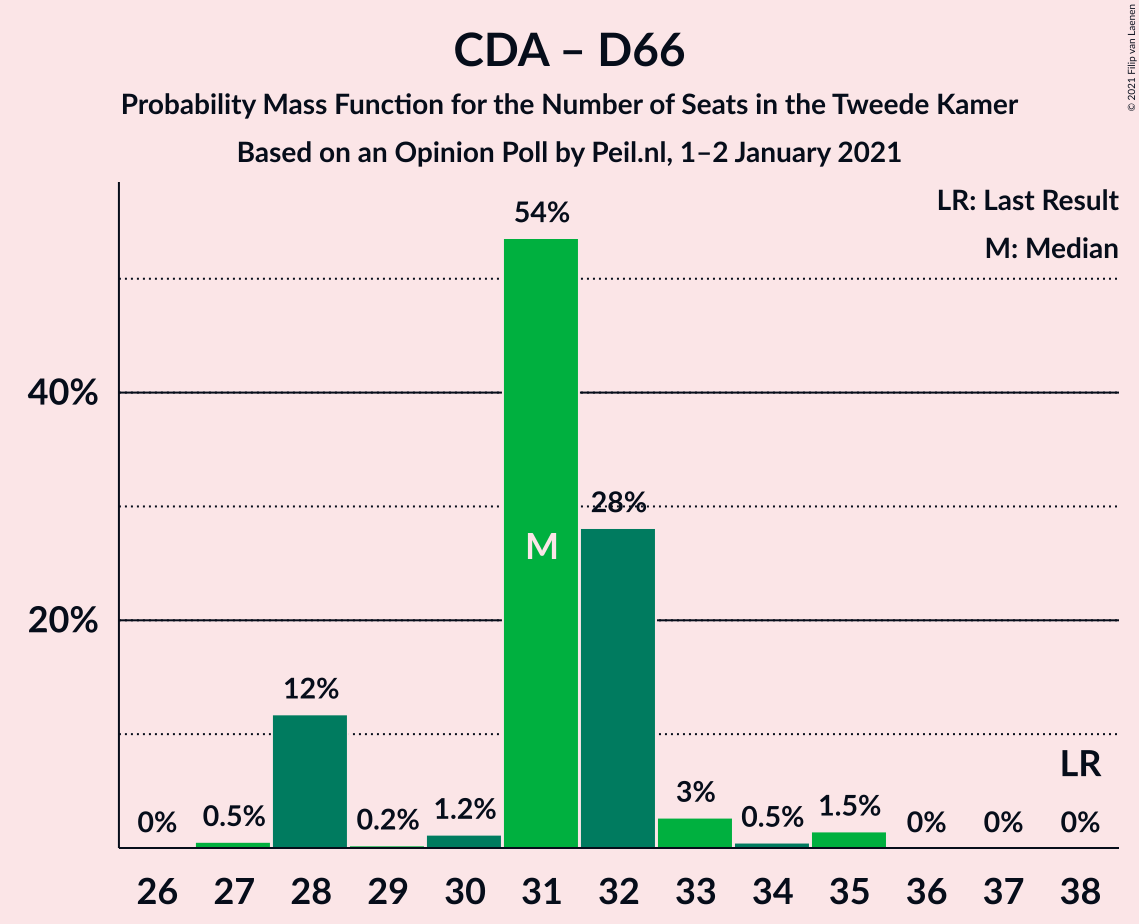 CDA – D66
Probability Mass Function for the Number of Seats in the Tweede Kamer
Based on an Opinion Poll by Peil.nl, 1–2 January 2021
© 2021 Filip van Laenen
LR: Last Result
M: Median
54%
40%
28%
M
20%
12%
LR
0%
0.5%
0.2%
1.2%
3%
0.5%
1.5%
0%
0%
0%
26 27 28 29 30 31 32 33 34 35 36 37 38